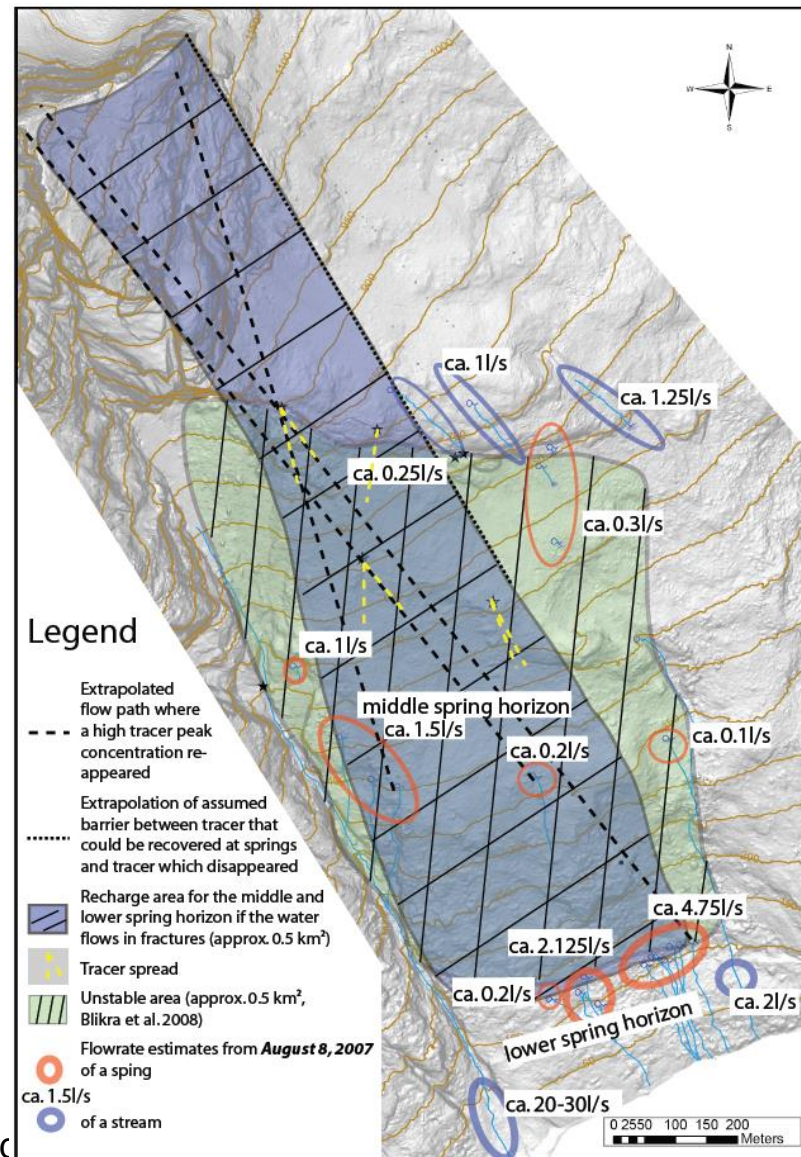 N
W E
S
1100
1000
950
900
ca. 1l/s
ca. 1.25l/s
ca. 0.25l/s
ca. 0.3l/s
ca. 1l/s
middle spring horizon
ca. 1.5l/s
ca. 0.2l/s
ca. 0.1l/s
ca. 4.75l/s
ca. 2.125l/s
ca. 0.2l/s
ca. 2l/s
lower spring horizon
ca. 20-30l/s
Legend
Extrapolated
flow path where
a high tracer peak
concentration re-
appeared
Extrapolation of assumed
barrier between tracer that
could be recovered at springs
and tracer which disappeared
Recharge area for the middle and
lower spring horizon if the water
flows in fractures (approx. 0.5 km²)
Tracer spread
Unstable area (approx. 0.5 km²,
Blikra et al. 2008)
Flowrate estimates from August 8, 2007
of a sping
ca. 1.5l/s
of a stream
0 2550 100 150 200
Meters